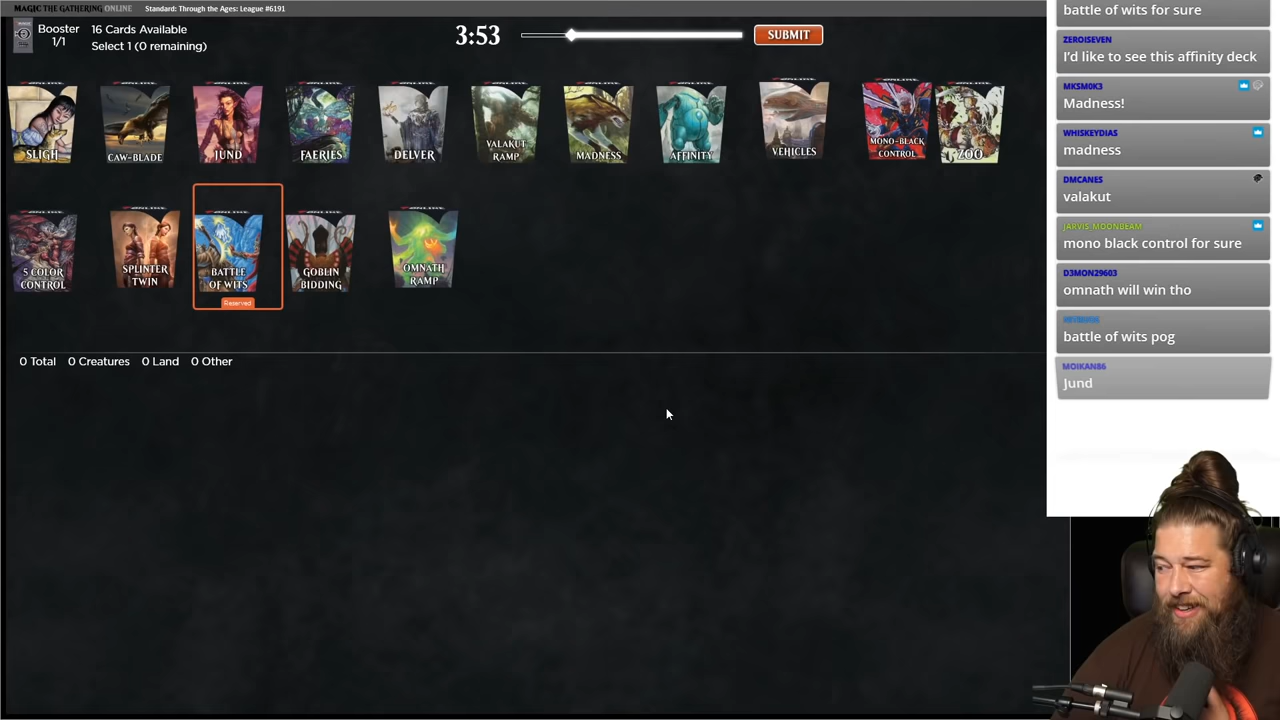 MAGIC THE GATHERING ONLINE Standard: Through the Ages: League #6191
Booster
1/1
16 Cards Available
Select 1 (0 remaining)
3:53
SUBMIT
SLIGH
CAW-BLADE
JUND
FAERIES
DELVER
VALAKUT
RAMP
MADNESS
AFFINITY
VEHICLES
MONO-BLACK
CONTROL
ZOO
5 COLOR
CONTROL
SPLINTER
TWIN
BATTLE
OF WITS
Reserved
GOBLIN
BIDDING
OMNATH
RAMP
0 Total 0 Creatures 0 Land 0 Other
battle of wits for sure
ZEROISEVEN
I'd like to see this affinity deck
MKSM0K3
Madness!
WHISKEYDIAS
madness
DMCANES
valakut
JARVIS-MOONBEAM
mono black control for sure
D3MON29603
omnath will win tho
battle of wits pog
MOIKAN86
Jund